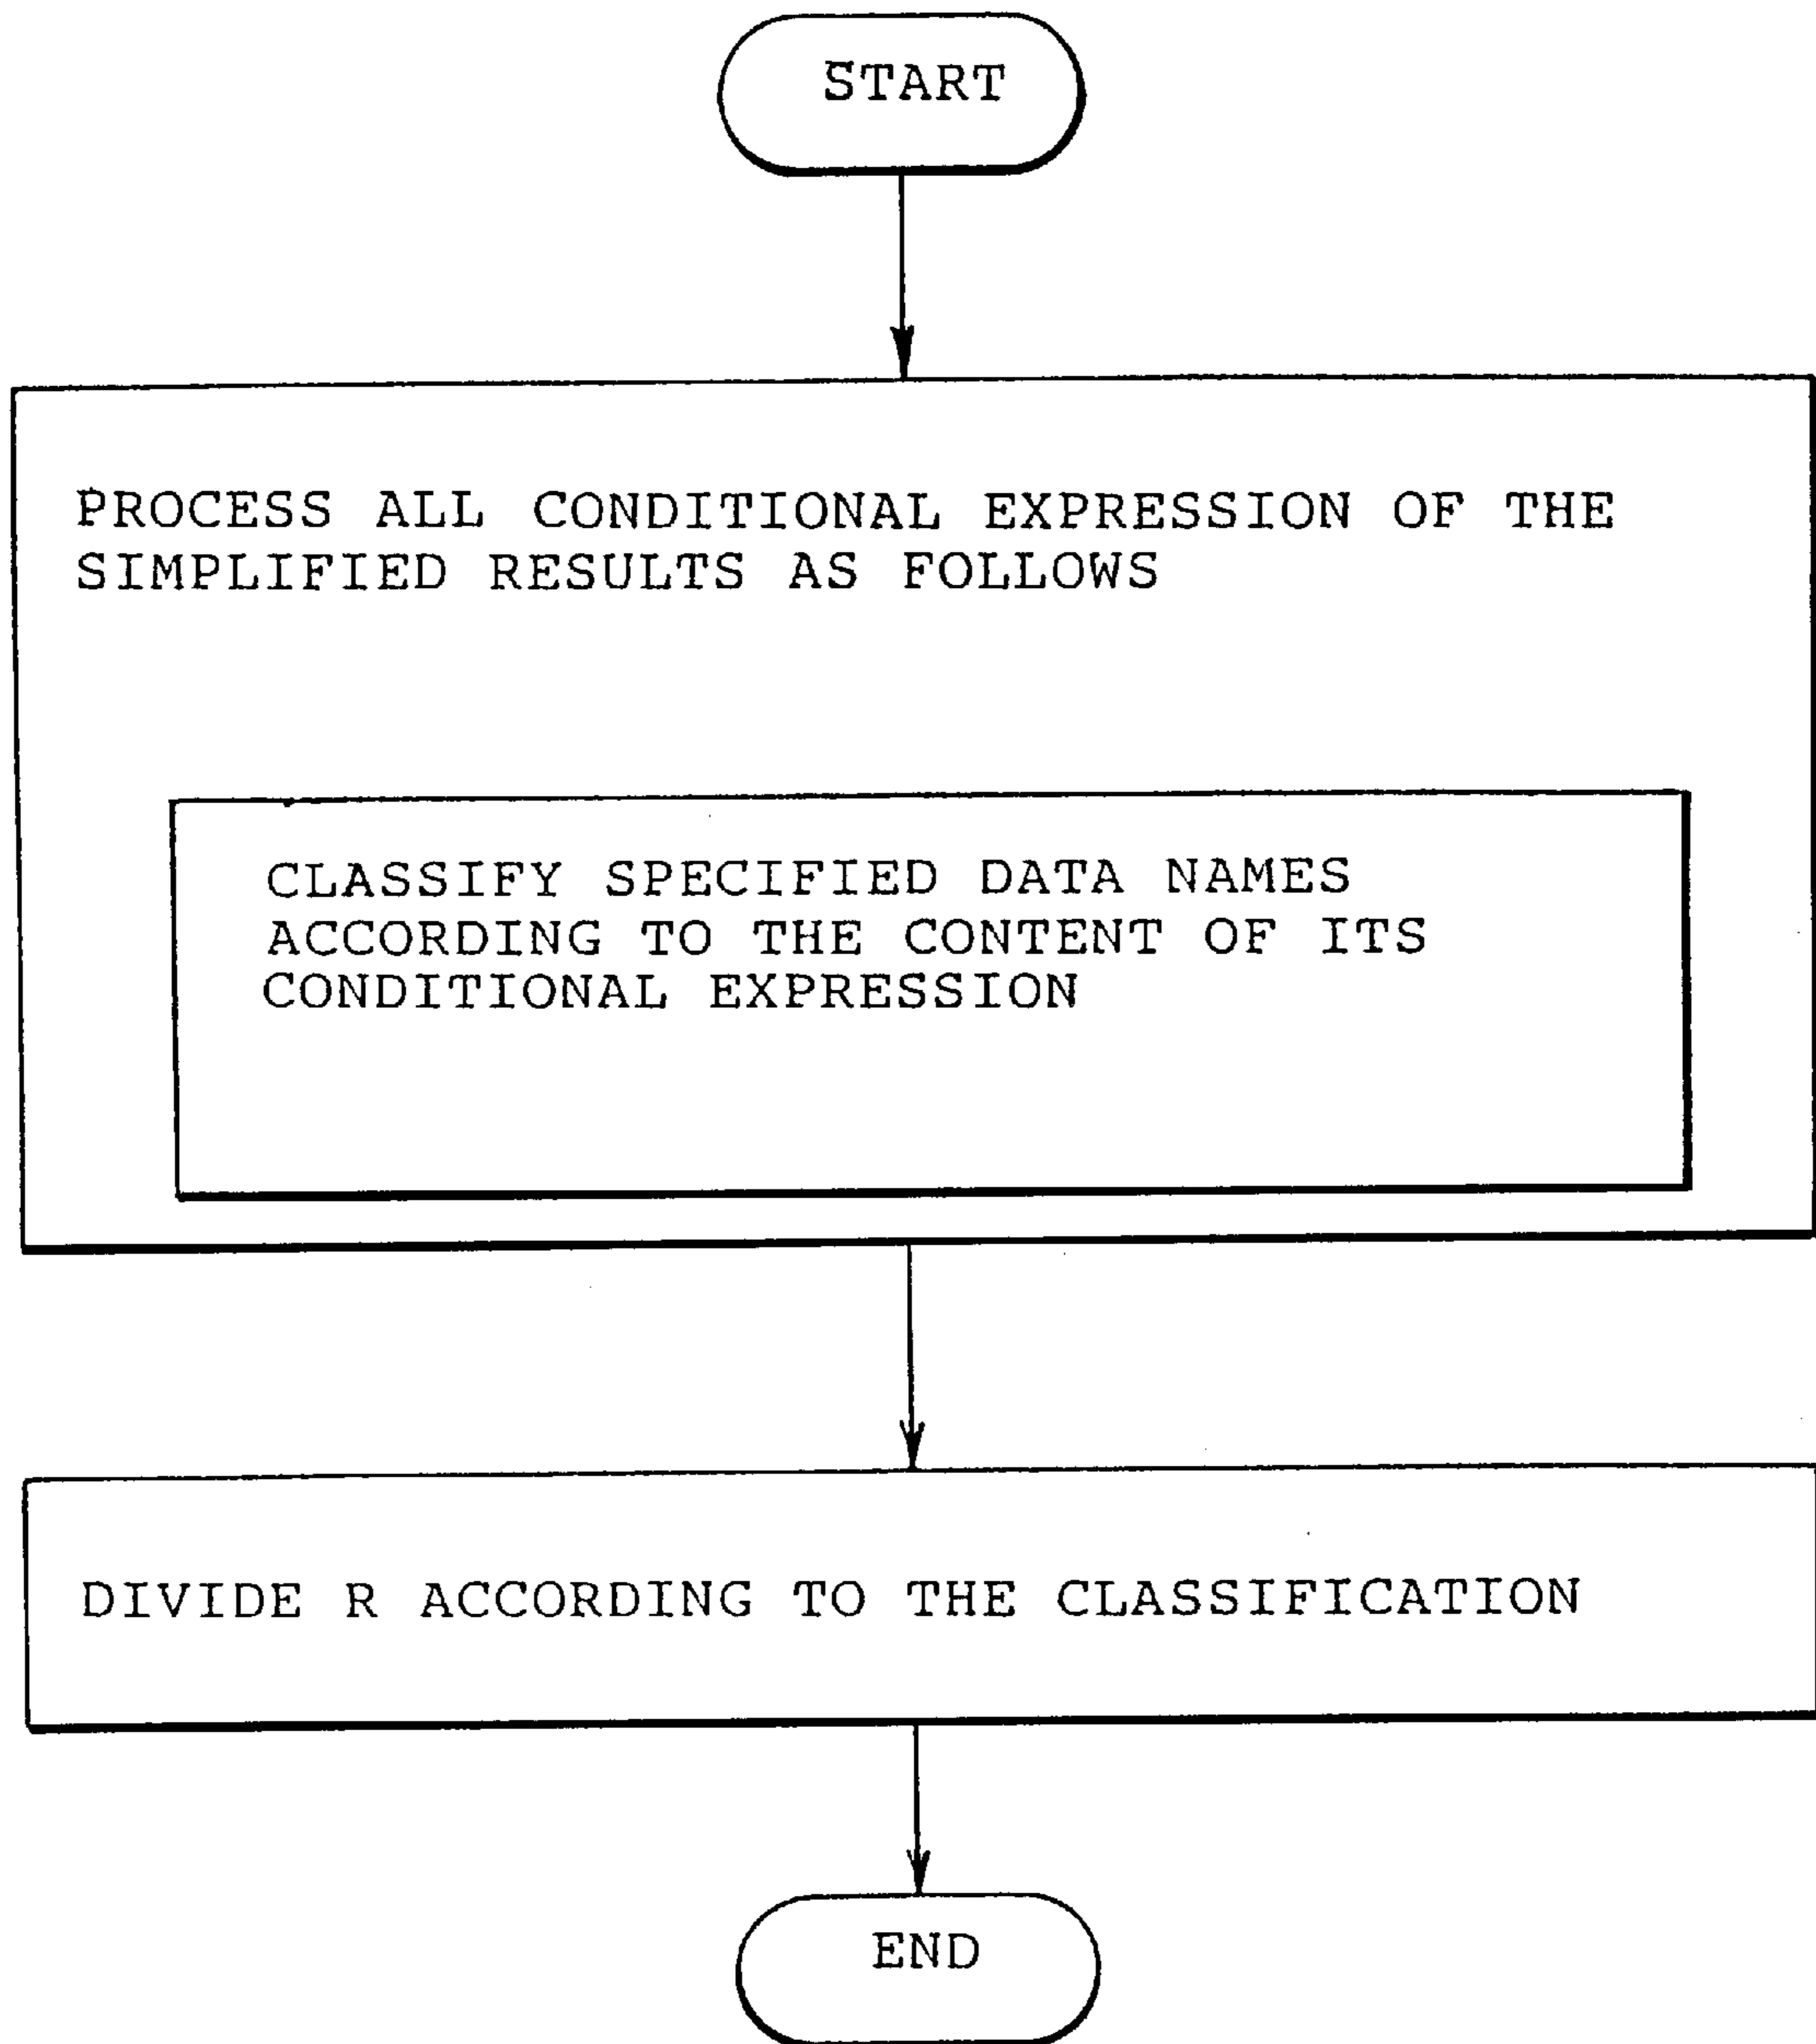 START
PROCESS ALL CONDITIONAL EXPRESSION OF THE
SIMPLIFIED RESULTS AS FOLLOWS
CLASSIFY SPECIFIED DATA NAMES
ACCORDING TO THE CONTENT OF ITS
CONDITIONAL EXPRESSION
DIVIDE R ACCORDING TO THE CLASSIFICATION
END